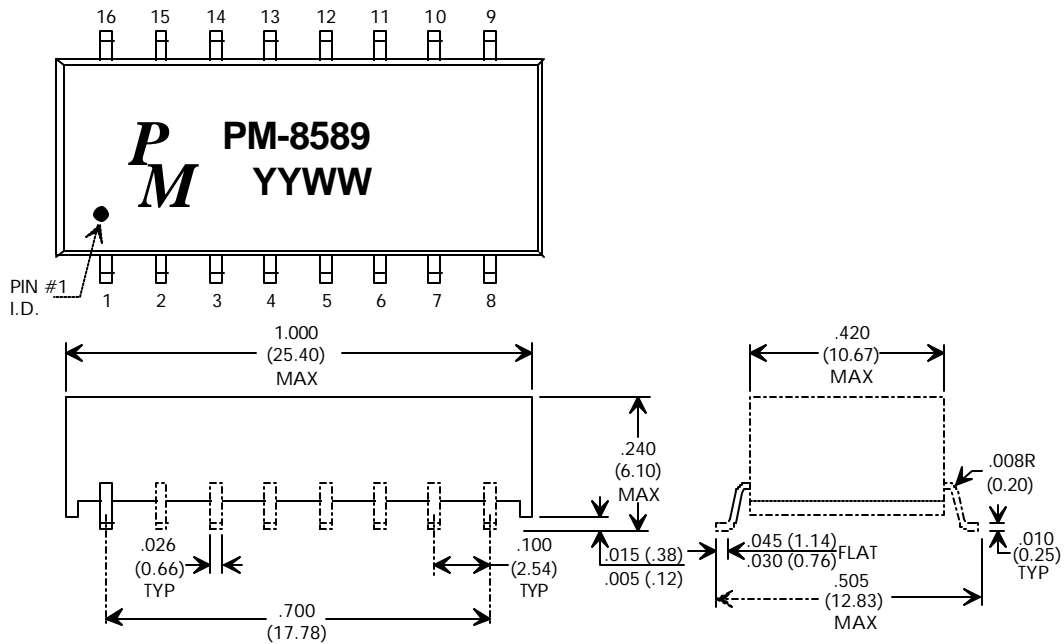 16 15 14 13 12 11 10 9
P
M
PM-8589
YYWW
PIN #1
I.D.
1 2 3 4 5 6 7 8
1.000
(25.40)
MAX
.420
(10.67)
MAX
.240
(6.10)
MAX
.008R
(0.20)
.026
(0.66)
TYP
.100
(2.54)
TYP
.015 (.38)
.005 (.12)
.045 (1.14)
.030 (0.76)
FLAT
.010
(0.25)
TYP
.700
(17.78)
.505
(12.83)
MAX